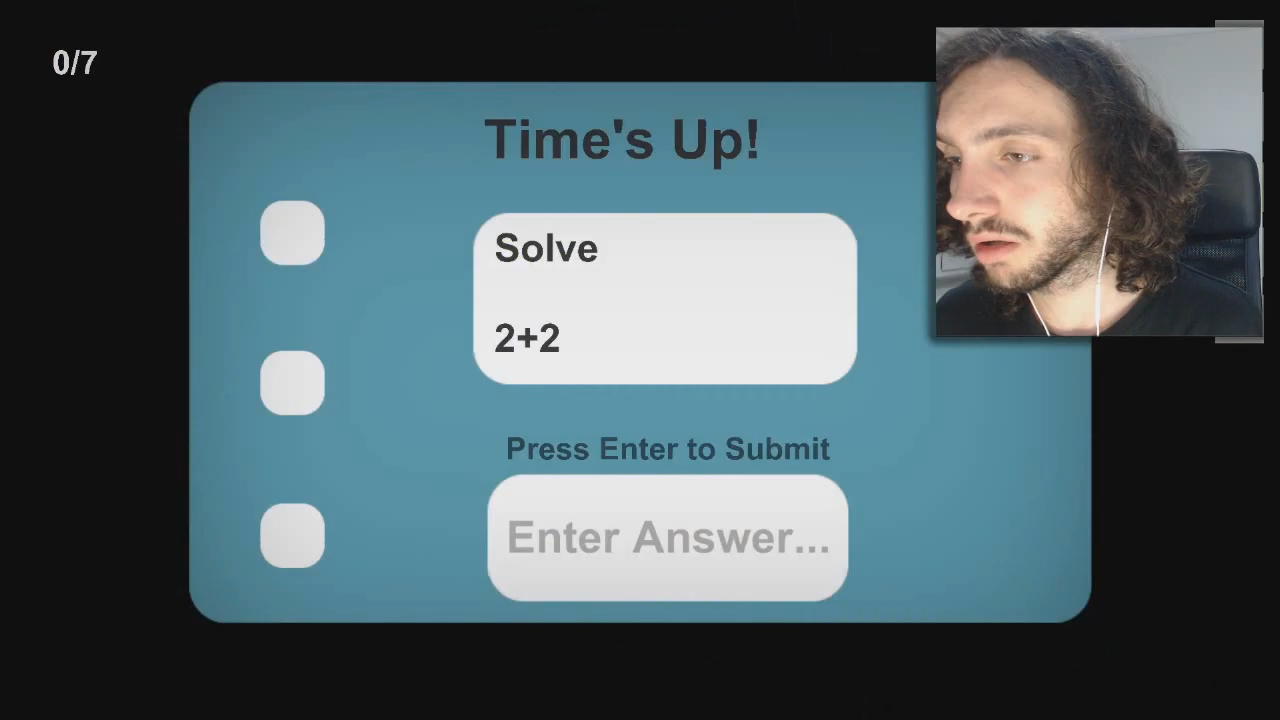 0/7
Time's Up!
Solve
2+2
Press Enter to Submit
Enter Answer...